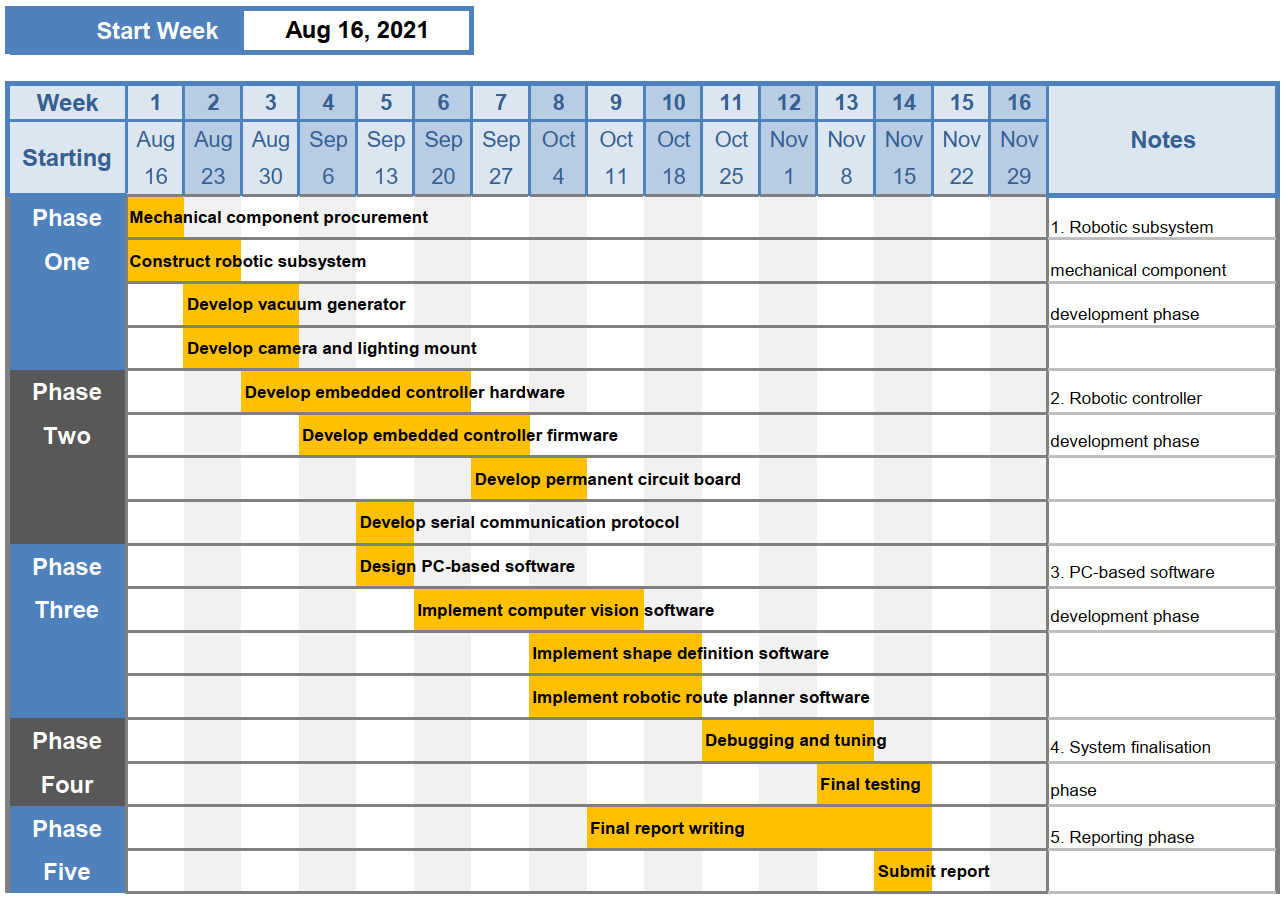 Start Week Aug 16, 2021
Week 1 2 3 4 5 6 7 8 9 10 11 12 13 14 15 16 Notes
Starting Aug 16 Aug 23 Aug 30 Sep 6 Sep 13 Sep 20 Sep 27 Oct 4 Oct 11 Oct 18 Oct 25 Nov 1 Nov 8 Nov 15 Nov 22 Nov 29
Phase Mechanical component procurement 1. Robotic subsystem
One Construct robotic subsystem mechanical component
Develop vacuum generator development phase
Develop camera and lighting mount
Phase Develop embedded controller hardware 2. Robotic controller
Two Develop embedded controller firmware development phase
Develop permanent circuit board
Develop serial communication protocol
Phase Design PC-based software 3. PC-based software
Three Implement computer vision software development phase
Implement shape definition software
Implement robotic route planner software
Phase Debugging and tuning 4. System finalisation
Four Final testing phase
Phase Final report writing 5. Reporting phase
Five Submit report